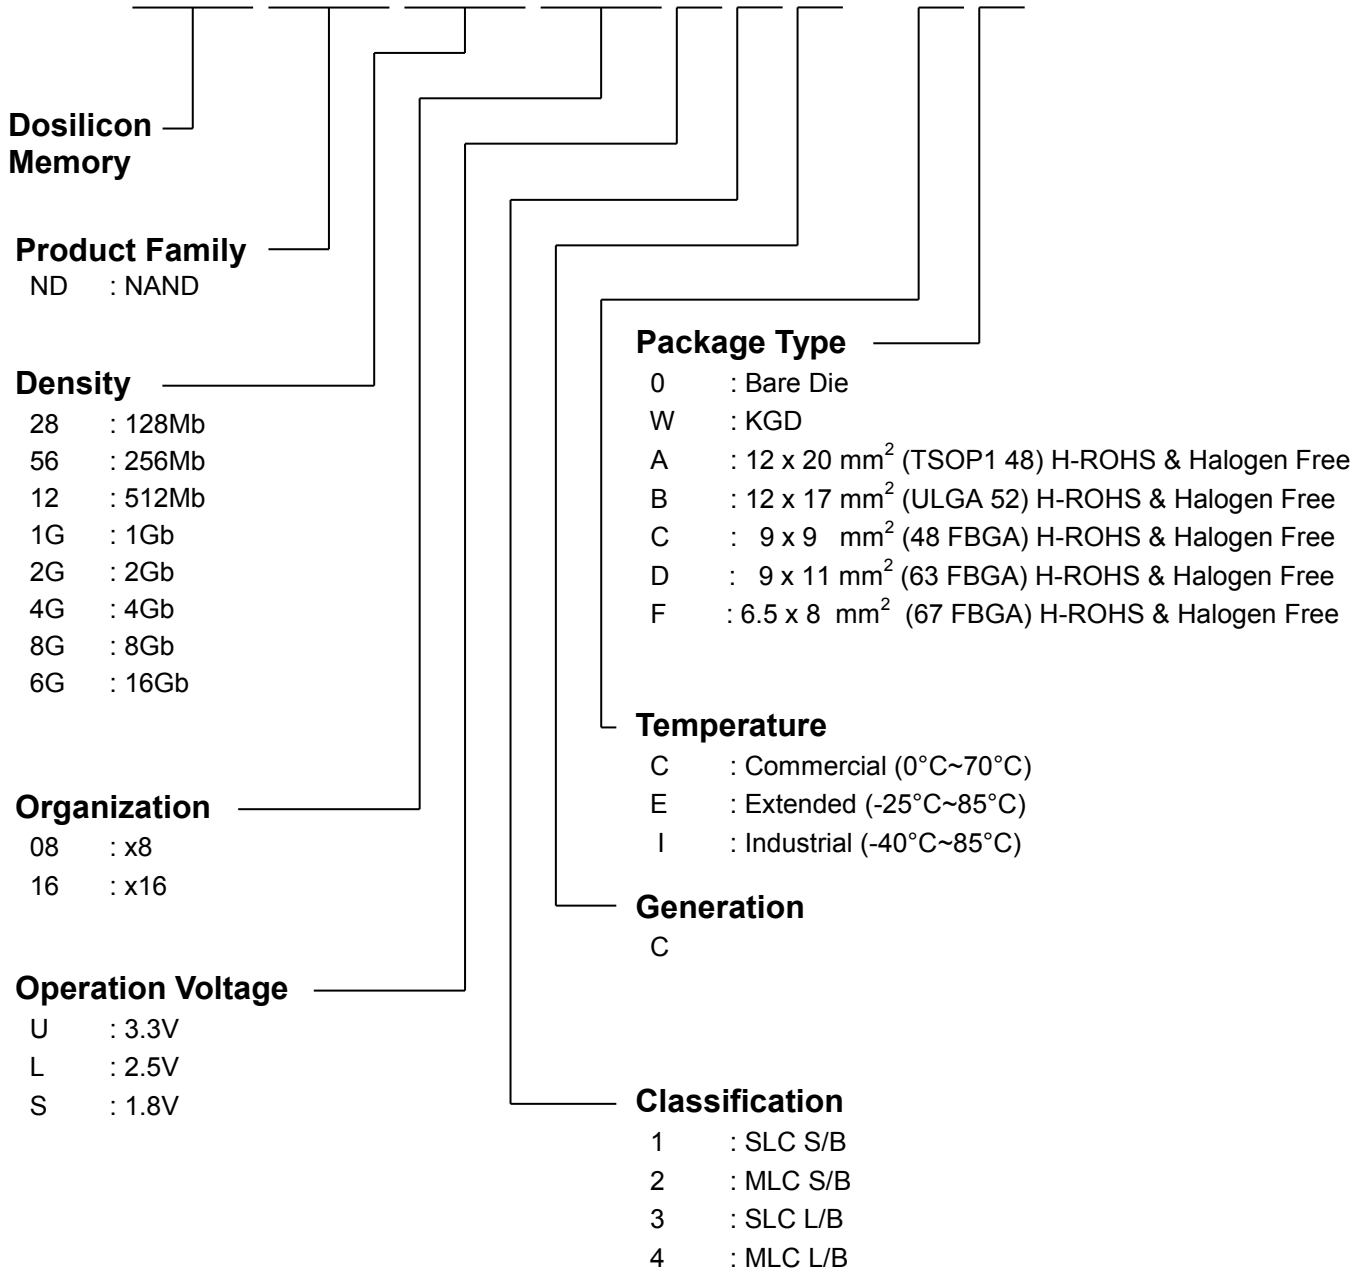 Dosilicon
Memory
Product Family
ND : NAND
Density
28 : 128Mb
56 : 256Mb
12 : 512Mb
1G : 1Gb
2G : 2Gb
4G : 4Gb
8G : 8Gb
6G : 16Gb
Organization
08 : x8
16 : x16
Operation Voltage
U : 3.3V
L : 2.5V
S : 1.8V
Package Type
0 : Bare Die
W : KGD
A : 12 x 20 mm² (TSOP1 48) H-ROHS & Halogen Free
B : 12 x 17 mm² (ULGA 52) H-ROHS & Halogen Free
C : 9 x 9 mm² (48 FBGA) H-ROHS & Halogen Free
D : 9 x 11 mm² (63 FBGA) H-ROHS & Halogen Free
F : 6.5 x 8 mm² (67 FBGA) H-ROHS & Halogen Free
Temperature
C : Commercial (0°C~70°C)
E : Extended (-25°C~85°C)
I : Industrial (-40°C~85°C)
Generation
C
Classification
1 : SLC S/B
2 : MLC S/B
3 : SLC L/B
4 : MLC L/B